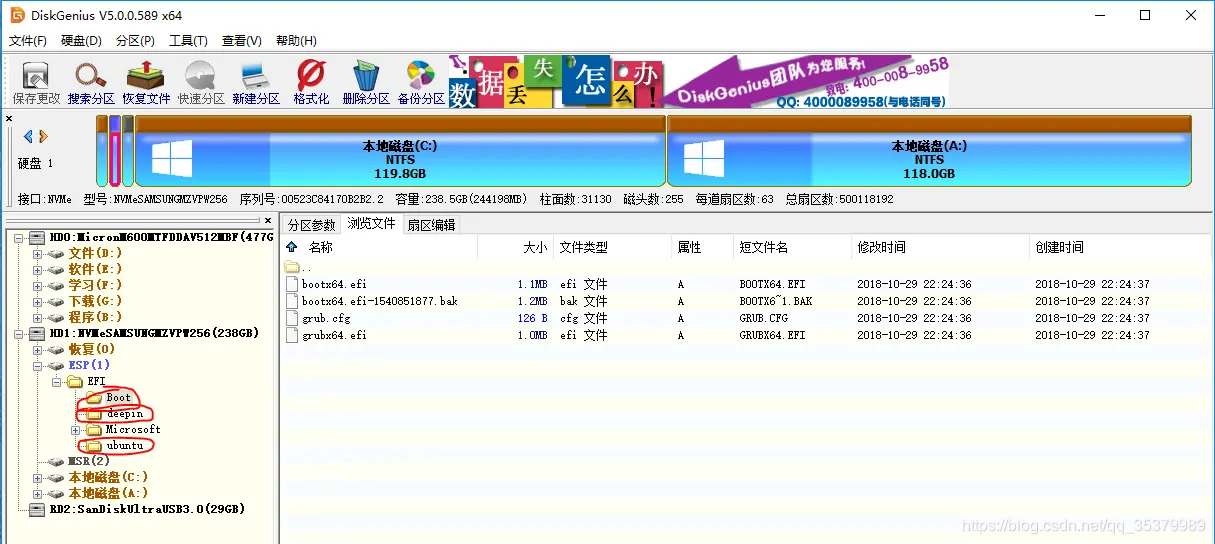 DiskGenius V5.0.0.589 x64
文件(F) 硬盘(D) 分区(P) 工具(T) 查看(V) 帮助(H)
保存更改 搜索分区 恢复文件 快速分区 新建分区 格式化 删除分区 备份分区
数据丢失怎么办!
DiskGenius团队为您服务!
致电: 400-008-9958
QQ: 4000089958(与电话同号)
硬盘 1
本地磁盘(C:)
NTFS
119.8GB
本地磁盘(A:)
NTFS
118.0GB
接口:NVMe 型号:NVMeSAMSUNGMZVPW256 序列号:00523C84170B2B2.2 容量:238.5GB(244198MB) 柱面数:31130 磁头数:255 每道扇区数:63 总扇区数:500118192
HD0:MicronM600MTFDDAV512MBF(477G
文件(D:)
软件(E:)
学习(F:)
下载(G:)
程序(B:)
HD1:NVMeSAMSUNGMZVPW256(238GB)
恢复(0)
ESP(1)
EFI
Boot
deepin
Microsoft
ubuntu
MSR(2)
本地磁盘(C:)
本地磁盘(A:)
RD2:SanDiskUltraUSB3.0(29GB)
分区参数 浏览文件 扇区编辑
名称 大小 文件类型 属性 短文件名 修改时间 创建时间
..
bootx64.efi 1.1MB efi 文件 A BOOTX64.EFI 2018-10-29 22:24:36 2018-10-29 22:24:37
bootx64.efi-1540851877.bak 1.2MB bak 文件 A BOOTX6~1.BAK 2018-10-29 22:24:36 2018-10-29 22:24:37
grub.cfg 126 B cfg 文件 A GRUB.CFG 2018-10-29 22:24:36 2018-10-29 22:24:37
grubx64.efi 1.0MB efi 文件 A GRUBX64.EFI 2018-10-29 22:24:36 2018-10-29 22:24:37
https://blog.csdn.net/qq_35379989